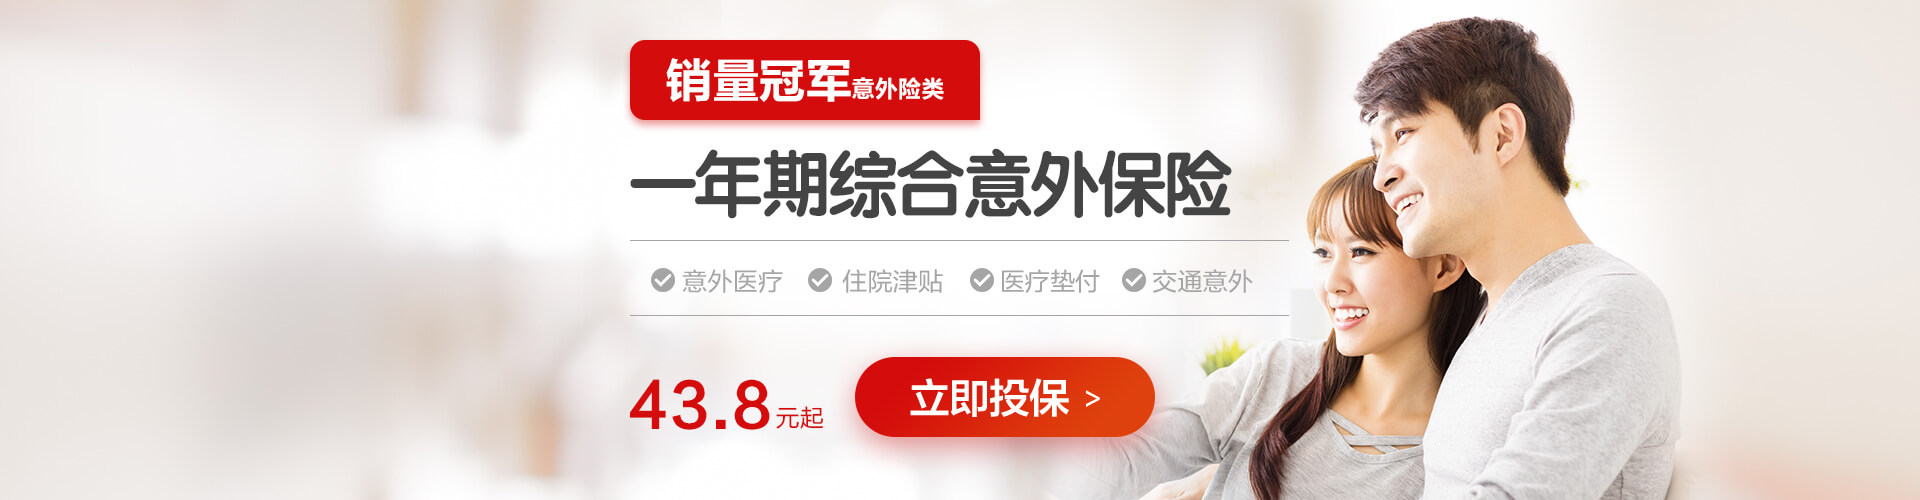 销量冠军意外险类
一年期综合意外保险
意外医疗 住院津贴 医疗垫付 交通意外
43.8元起 立即投保 >